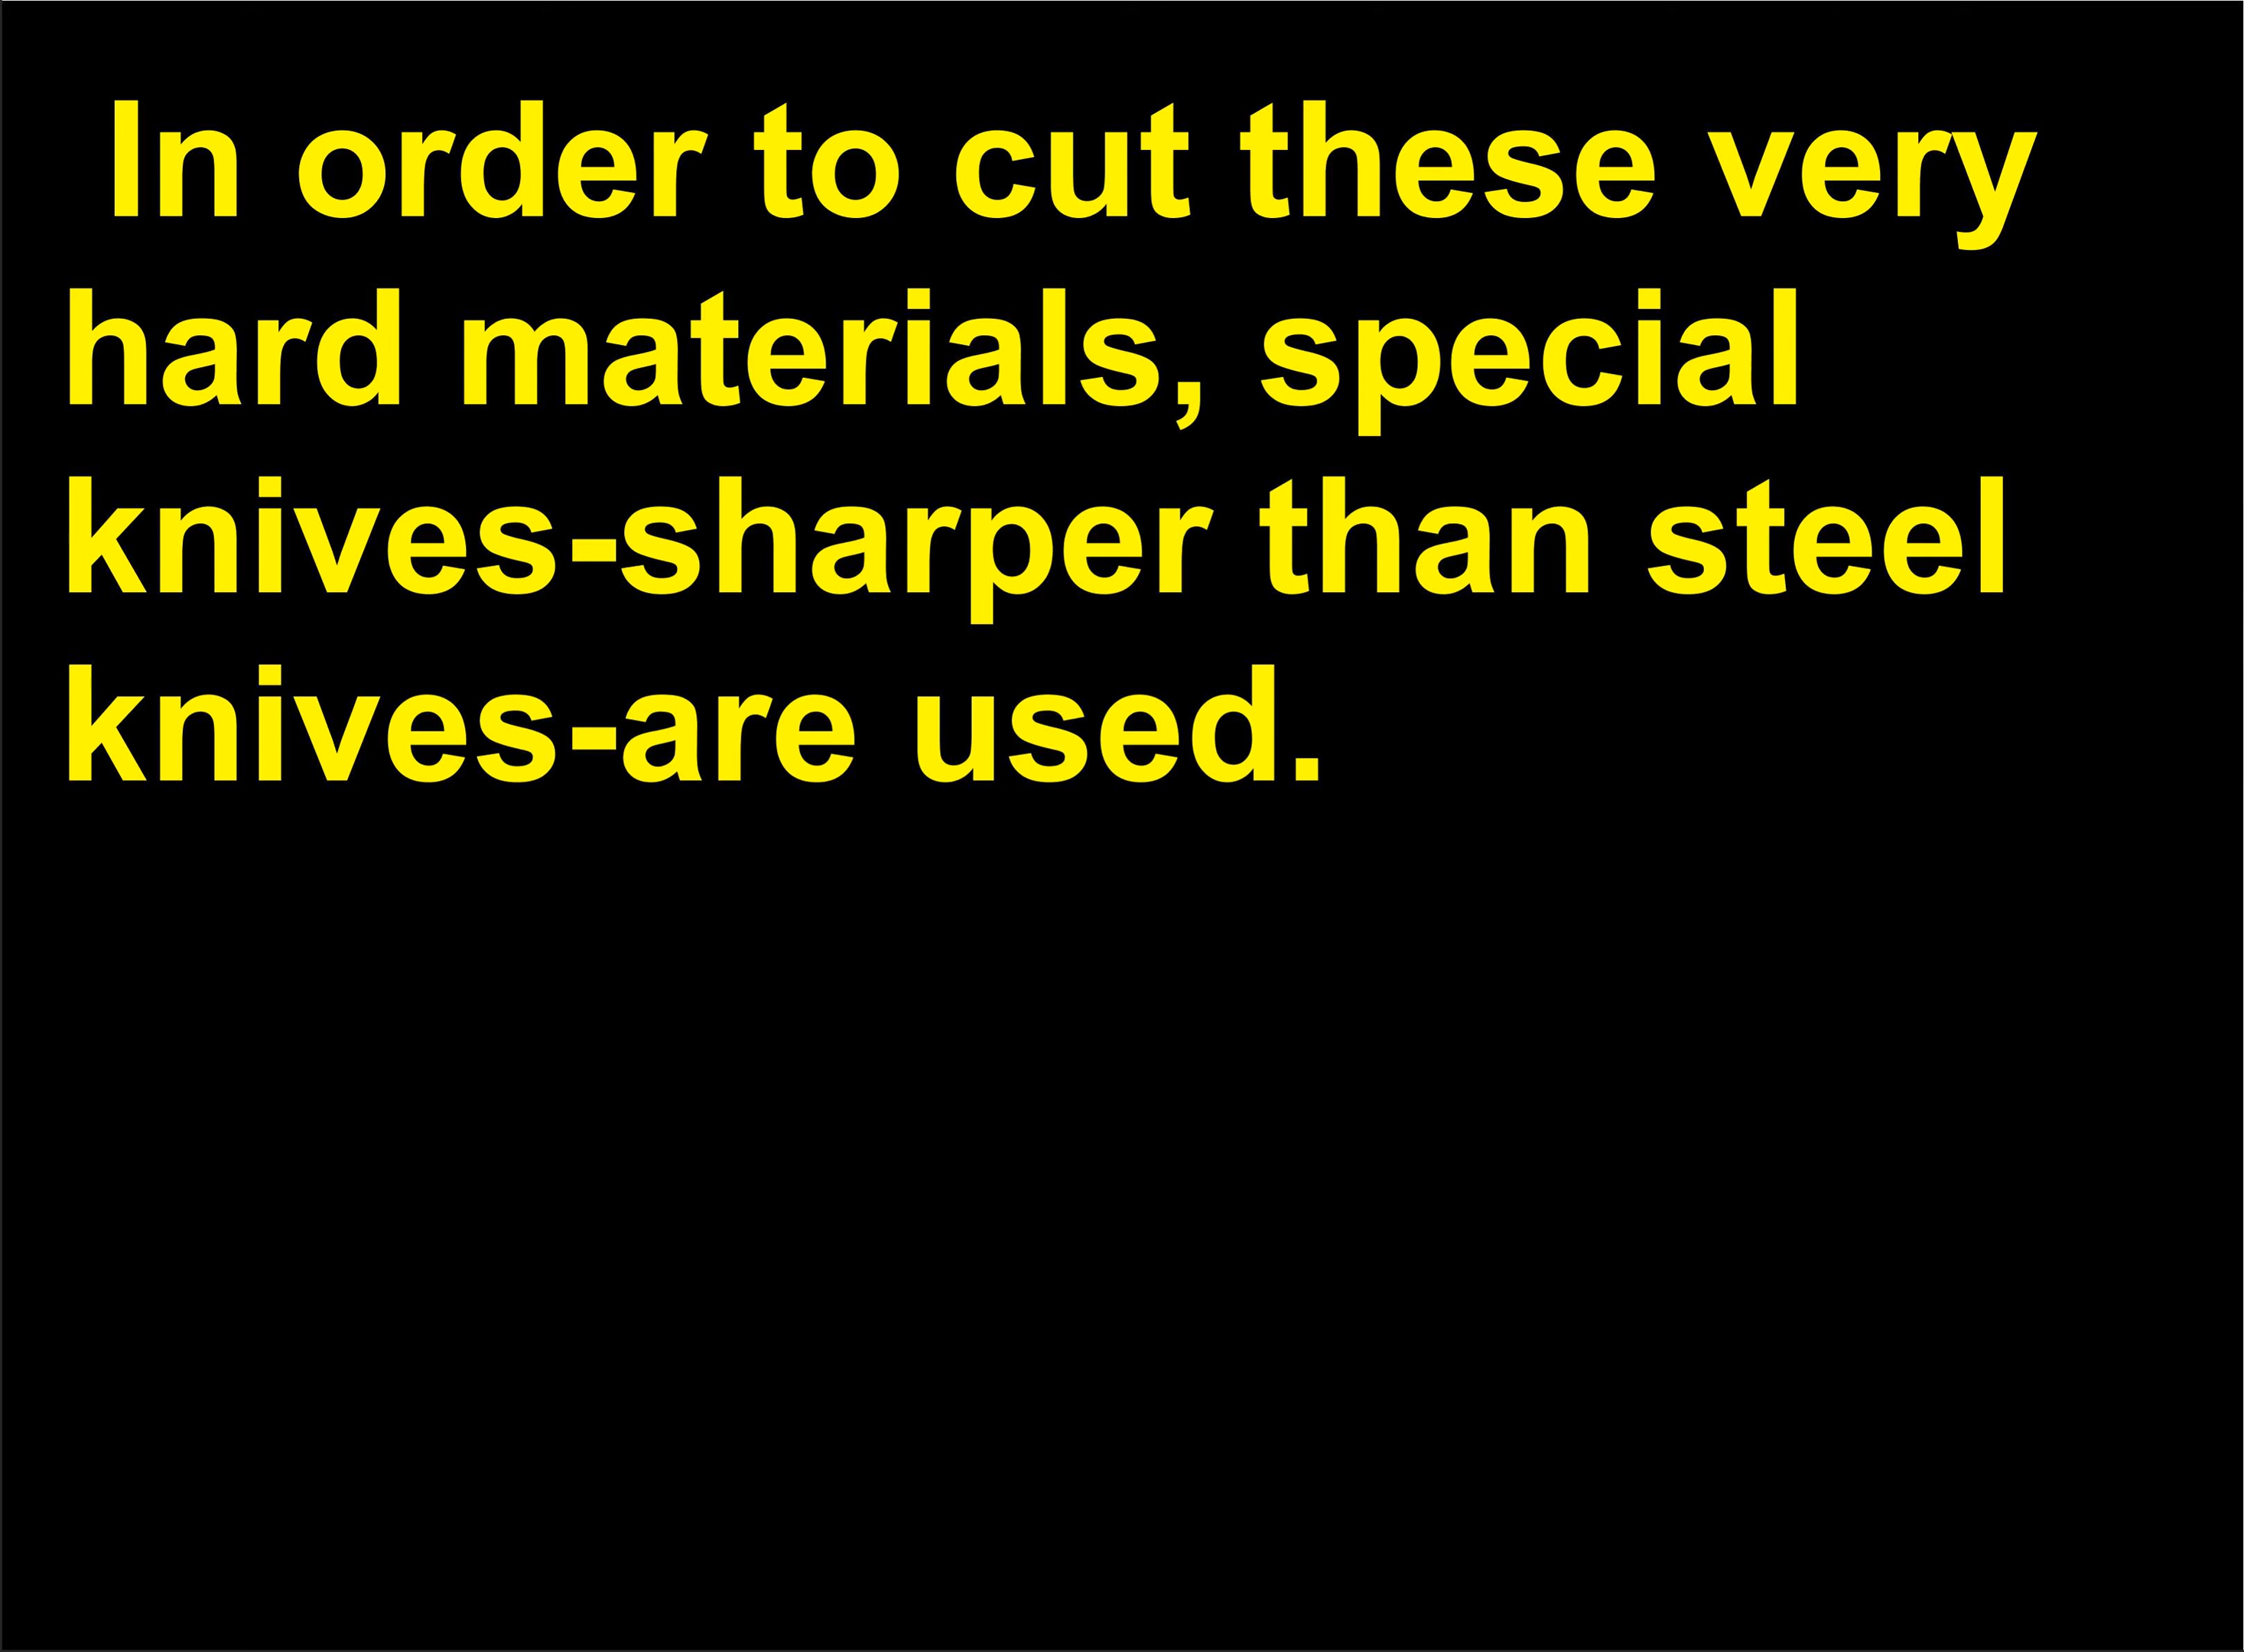 In order to cut these very
hard materials, special
knives-sharper than steel
knives-are used.